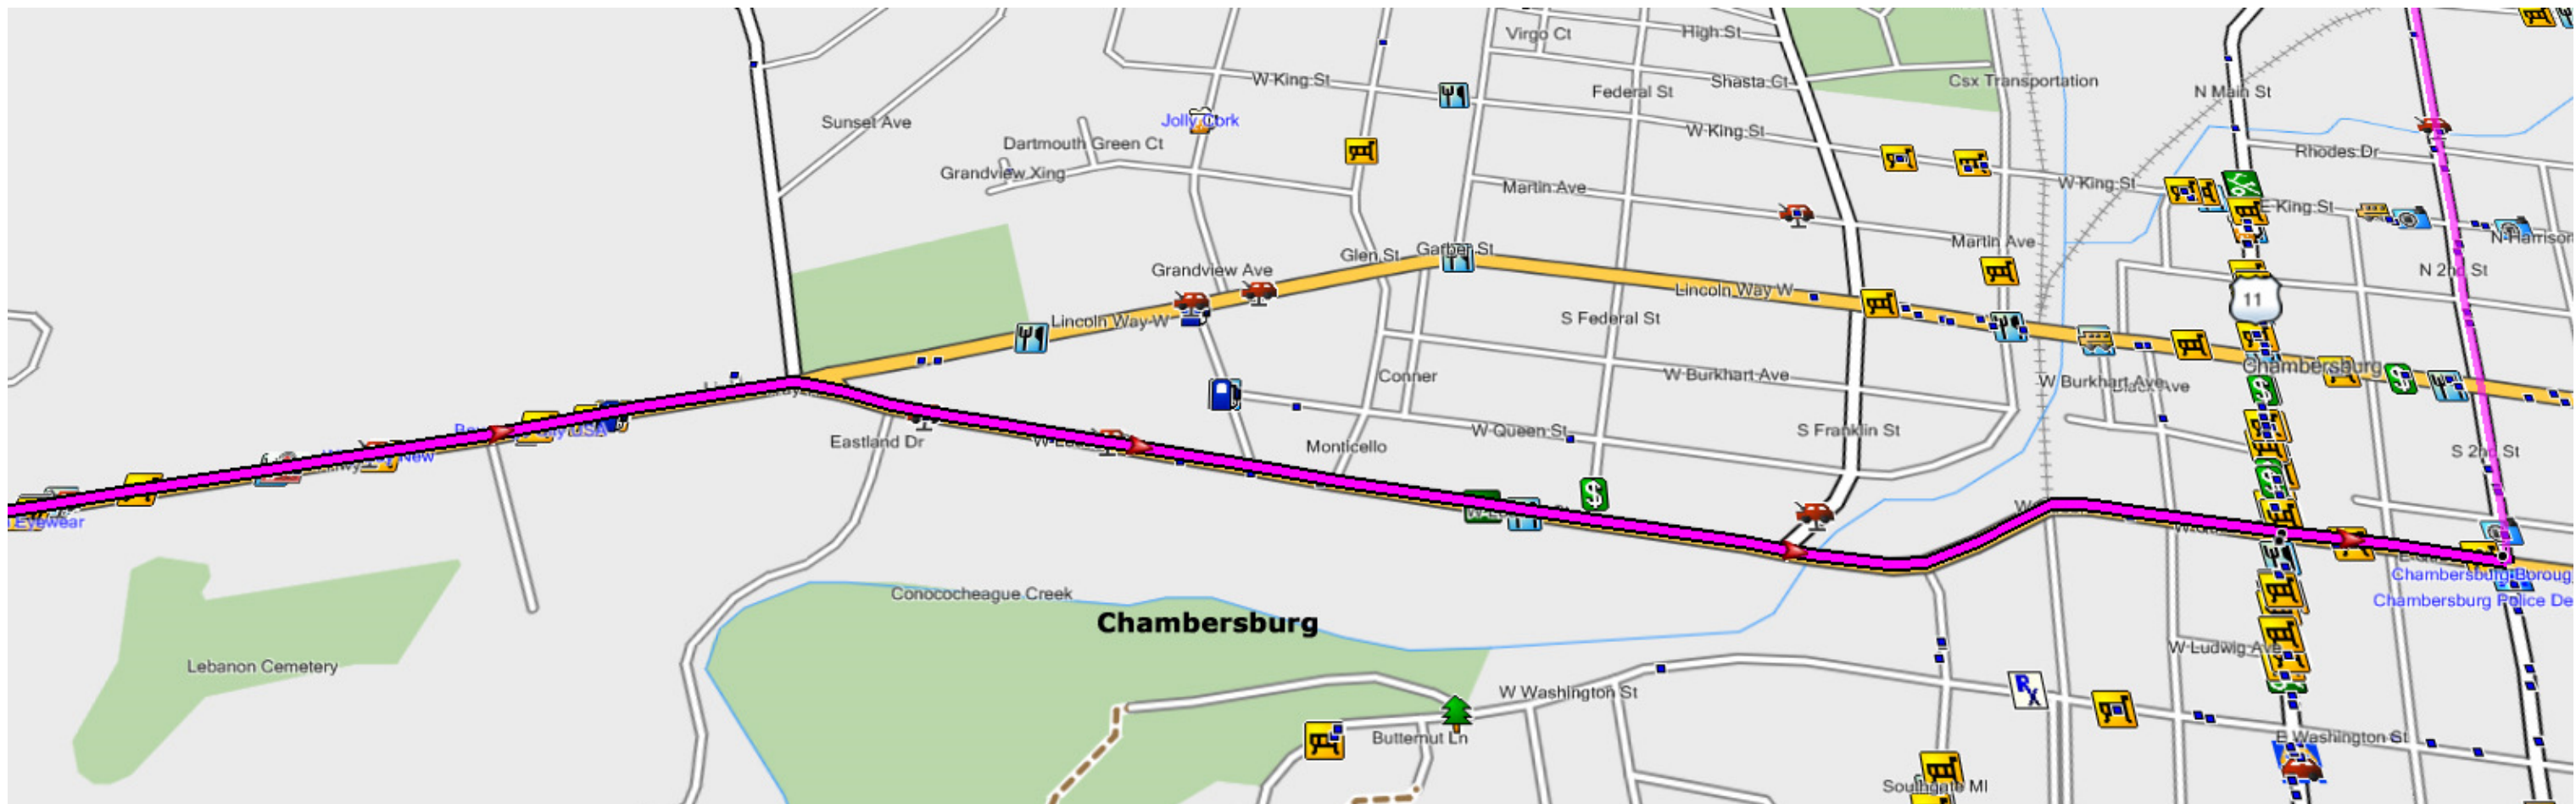 Virgo Ct
High St
W King St
Shasta Ct
Federal St
Csx Transportation
N Main St
Jolly Cork
Sunset Ave
W King St
Dartmouth Green Ct
Rhodes Dr
Grandview Xing
W King St
Martin Ave
E King St
Martin Ave
N Harrison
Glen St
Garber St
Grandview Ave
N 2nd St
Lincoln Way W
11
Lincoln Way W
S Federal St
Chambersburg
Conner
W Burkhart Ave
W Burkhart Ave
Eastland Dr
Monticello
W Queen St
S Franklin St
S 2nd St
New
Eyewear
$
Chambersburg Boroug
Conococheague Creek
Chambersburg Police De
Chambersburg
W Ludwig Ave
Lebanon Cemetery
W Washington St
Rx
Butternut Ln
E Washington St
Southgate Ml